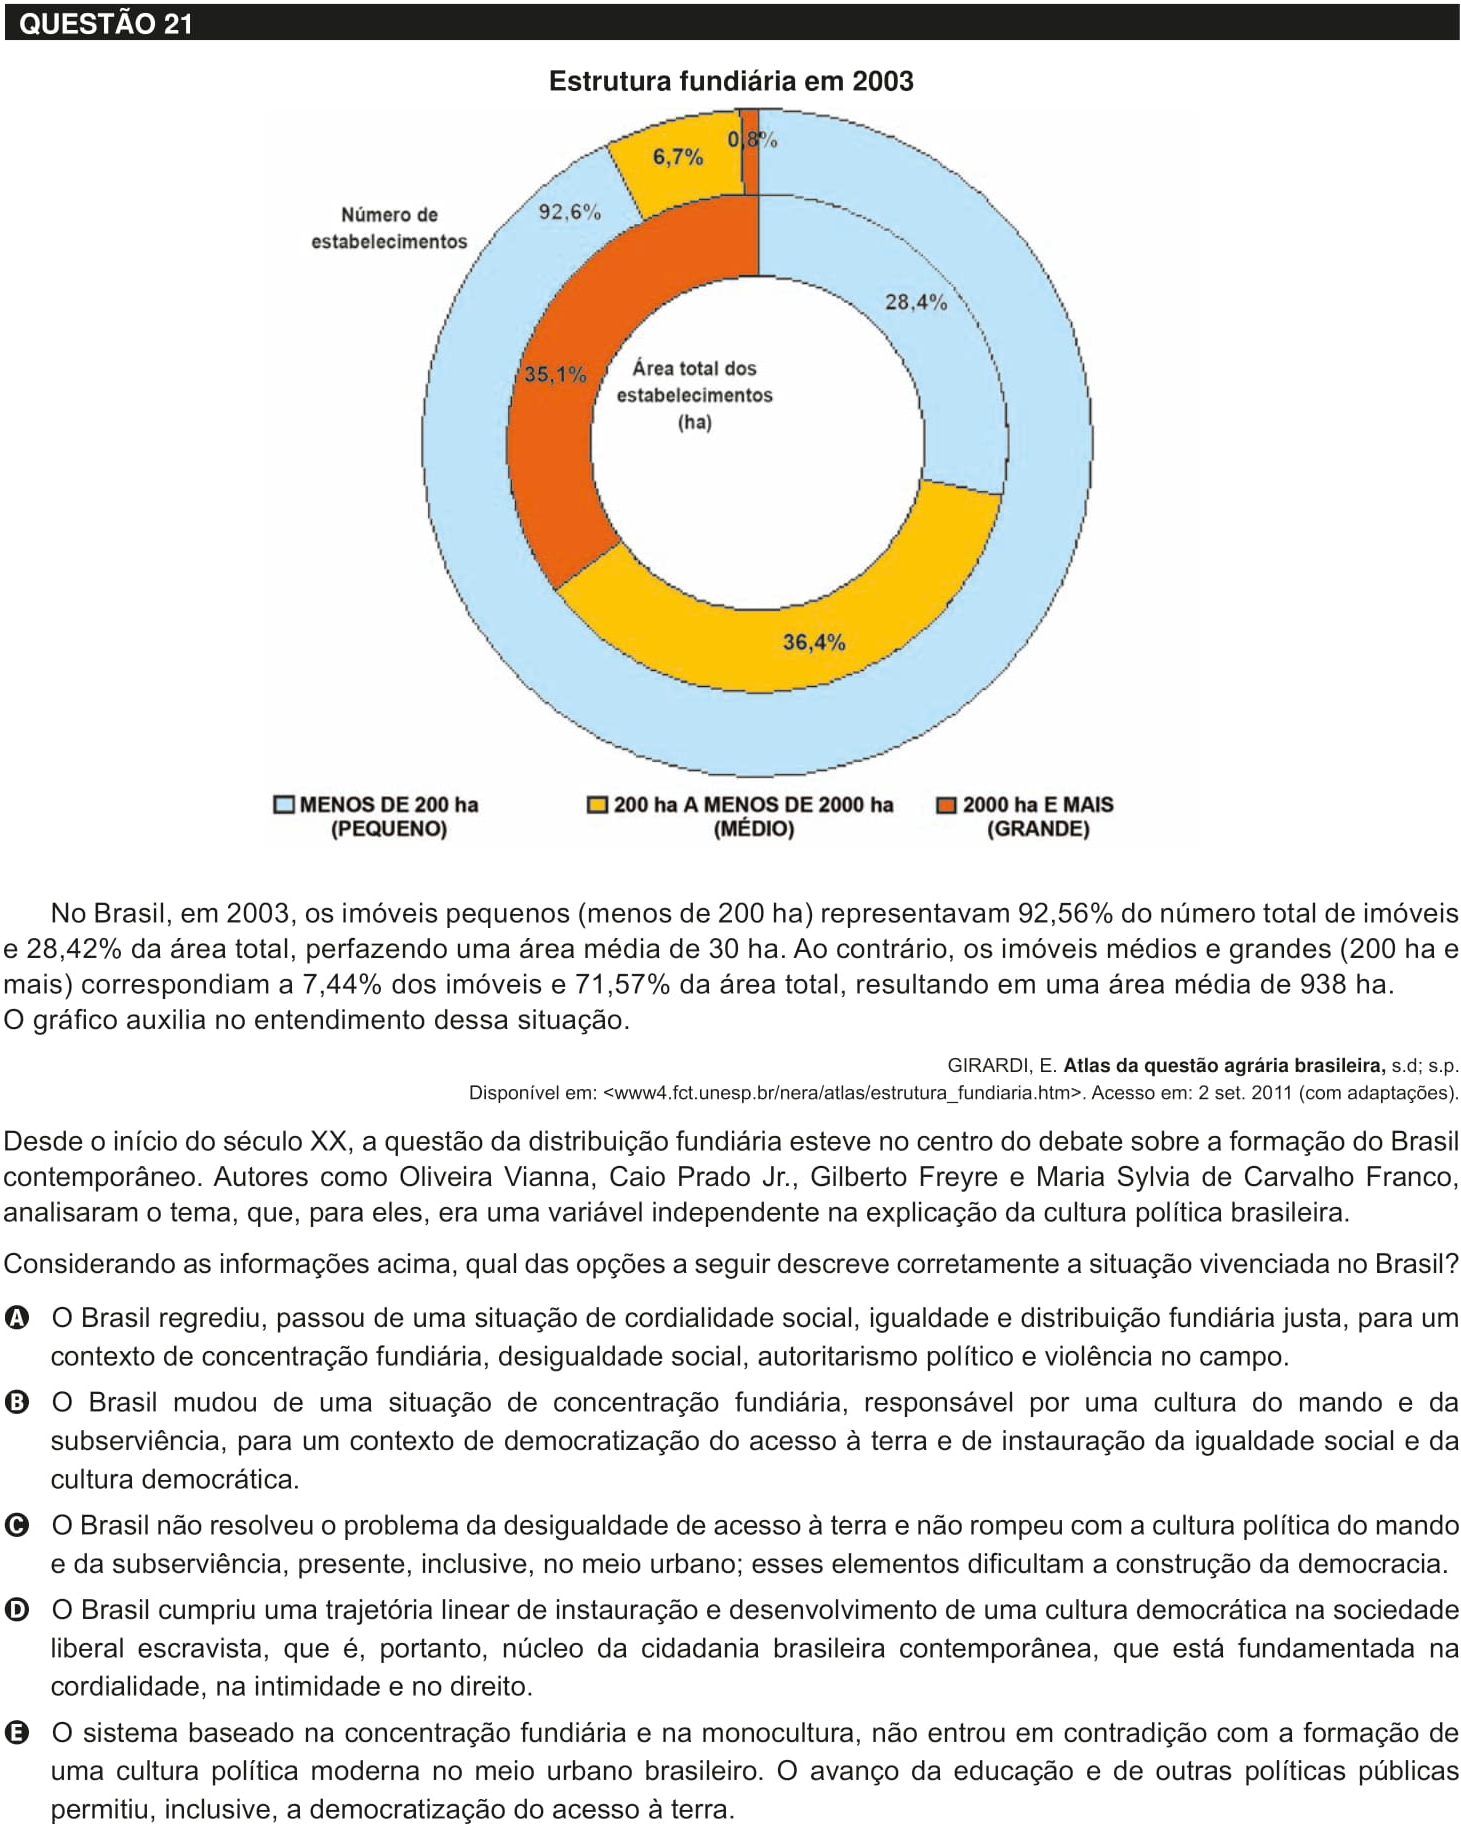 QUESTÃO 21
Estrutura fundiária em 2003
0,8%
6,7%
92,6%
Número de
estabelecimentos
28,4%
35,1%
Área total dos
estabelecimentos
(ha)
36,4%
MENOS DE 200 ha
(PEQUENO)
200 ha A MENOS DE 2000 ha
(MÉDIO)
2000 ha E MAIS
(GRANDE)
No Brasil, em 2003, os imóveis pequenos (menos de 200 ha) representavam 92,56% do número total de imóveis
e 28,42% da área total, perfazendo uma área média de 30 ha. Ao contrário, os imóveis médios e grandes (200 ha e
mais) correspondiam a 7,44% dos imóveis e 71,57% da área total, resultando em uma área média de 938 ha.
O gráfico auxilia no entendimento dessa situação.
GIRARDI, E. Atlas da questão agrária brasileira, s.d; s.p.
Disponível em: <www4.fct.unesp.br/nera/atlas/estrutura_fundiaria.htm>. Acesso em: 2 set. 2011 (com adaptações).
Desde o início do século XX, a questão da distribuição fundiária esteve no centro do debate sobre a formação do Brasil
contemporâneo. Autores como Oliveira Vianna, Caio Prado Jr., Gilberto Freyre e Maria Sylvia de Carvalho Franco,
analisaram o tema, que, para eles, era uma variável independente na explicação da cultura política brasileira.
Considerando as informações acima, qual das opções a seguir descreve corretamente a situação vivenciada no Brasil?
A O Brasil regrediu, passou de uma situação de cordialidade social, igualdade e distribuição fundiária justa, para um
contexto de concentração fundiária, desigualdade social, autoritarismo político e violência no campo.
B O Brasil mudou de uma situação de concentração fundiária, responsável por uma cultura do mando e da
subserviência, para um contexto de democratização do acesso à terra e de instauração da igualdade social e da
cultura democrática.
C O Brasil não resolveu o problema da desigualdade de acesso à terra e não rompeu com a cultura política do mando
e da subserviência, presente, inclusive, no meio urbano; esses elementos dificultam a construção da democracia.
D O Brasil cumpriu uma trajetória linear de instauração e desenvolvimento de uma cultura democrática na sociedade
liberal escravista, que é, portanto, núcleo da cidadania brasileira contemporânea, que está fundamentada na
cordialidade, na intimidade e no direito.
E O sistema baseado na concentração fundiária e na monocultura, não entrou em contradição com a formação de
uma cultura política moderna no meio urbano brasileiro. O avanço da educação e de outras políticas públicas
permitiu, inclusive, a democratização do acesso à terra.